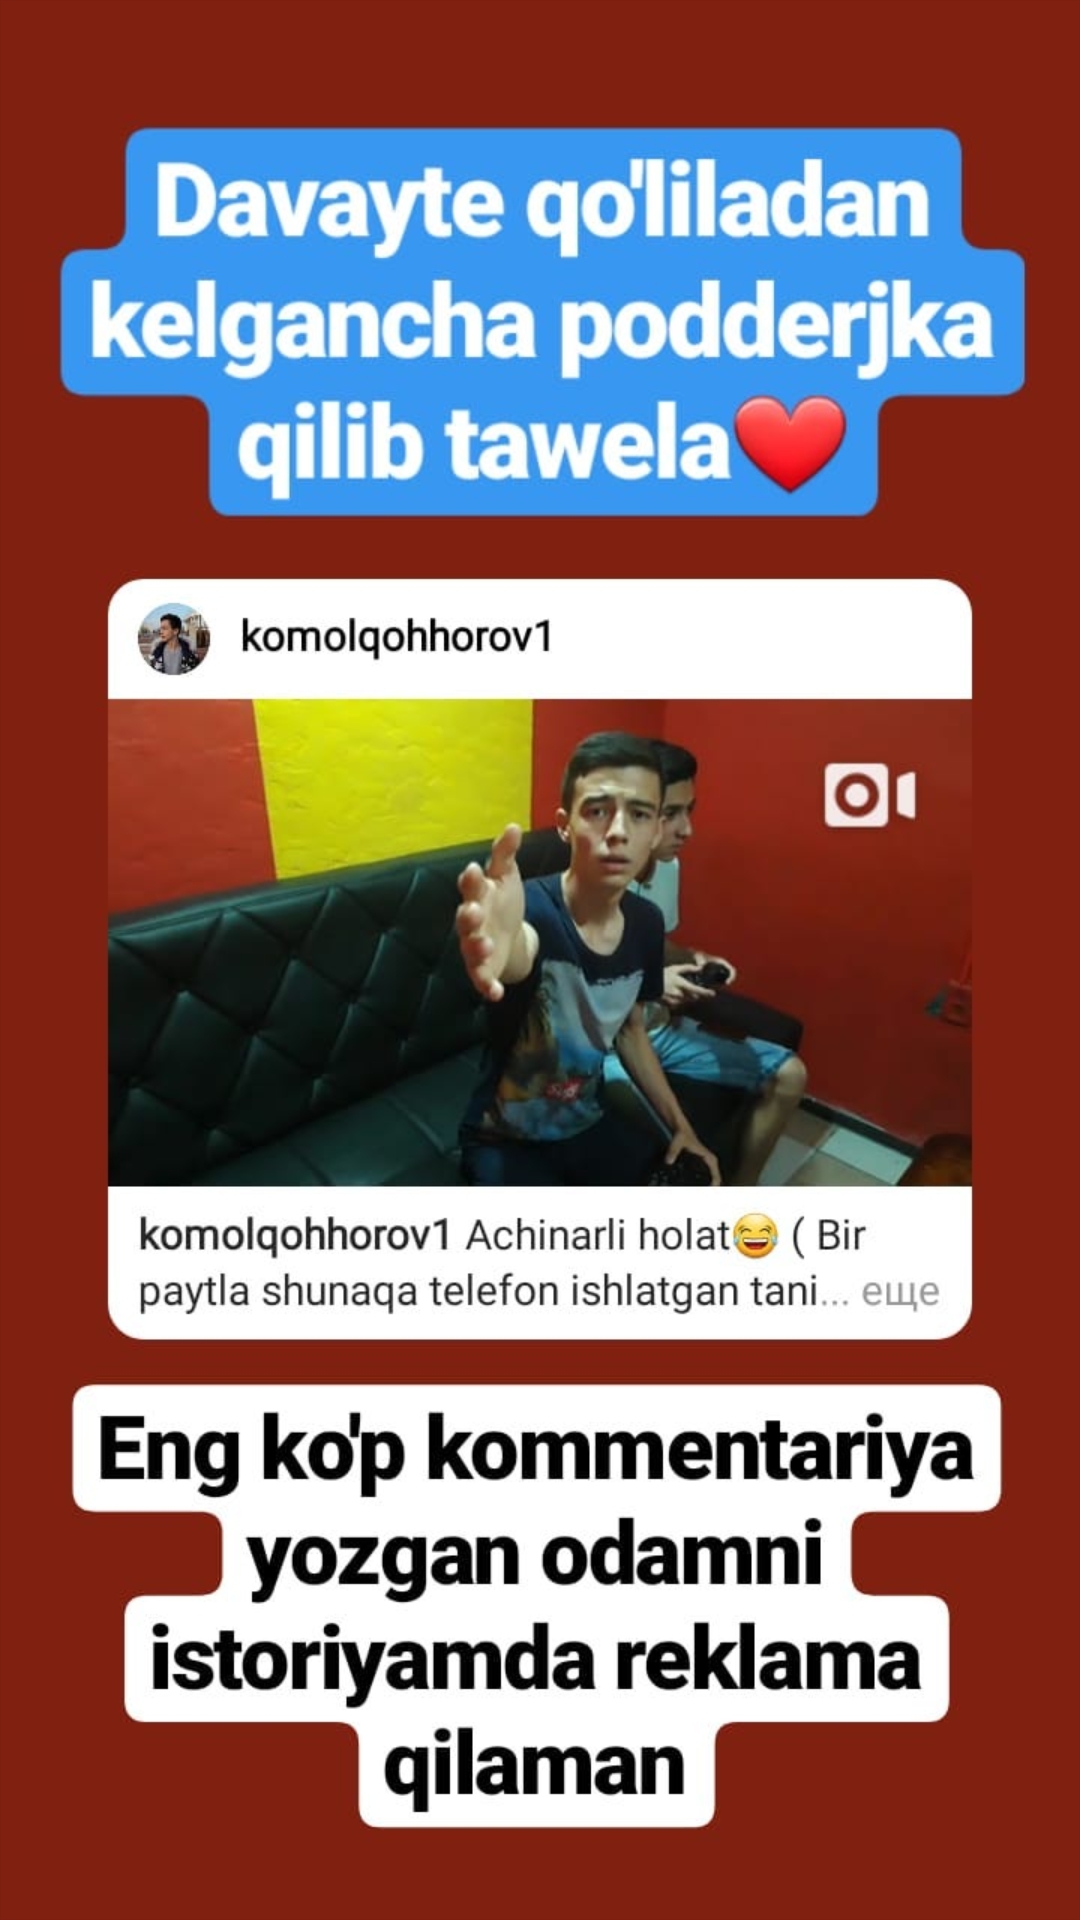 Davayte qo'liladan
kelgancha podderjka
qilib tawela❤️
komolqohhorov1
komolqohhorov1 Achinarli holat😂 ( Bir
paytla shunaqa telefon ishlatgan tani... еще
Eng ko'p kommentariya
yozgan odamni
istoriyamda reklama
qilaman